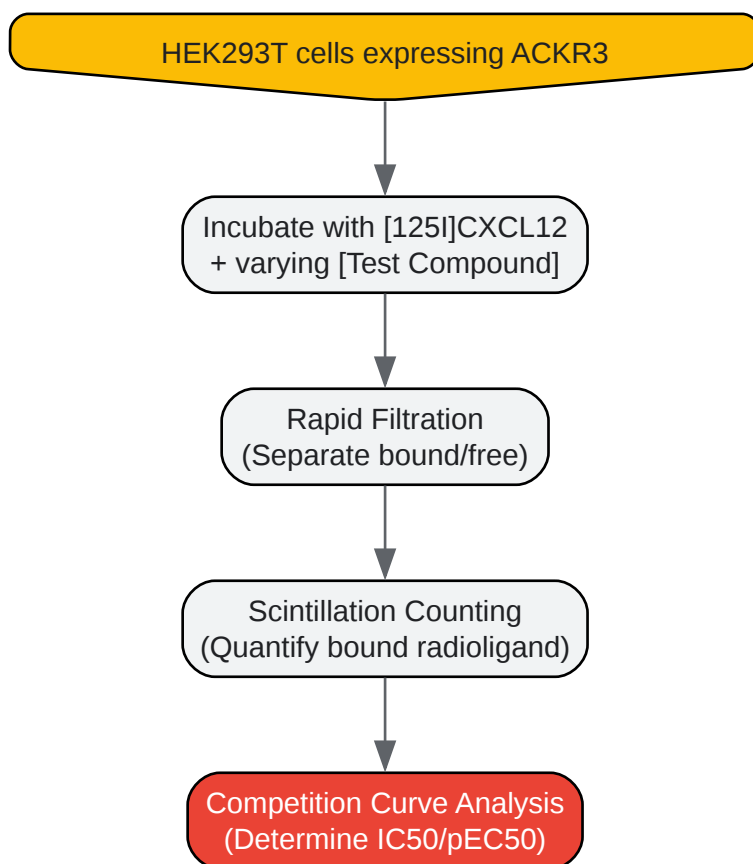 HEK293T cells expressing ACKR3
Incubate with [125I]CXCL12
+ varying [Test Compound]
Rapid Filtration
(Separate bound/free)
Scintillation Counting
(Quantify bound radioligand)
Competition Curve Analysis
(Determine IC50/pEC50)